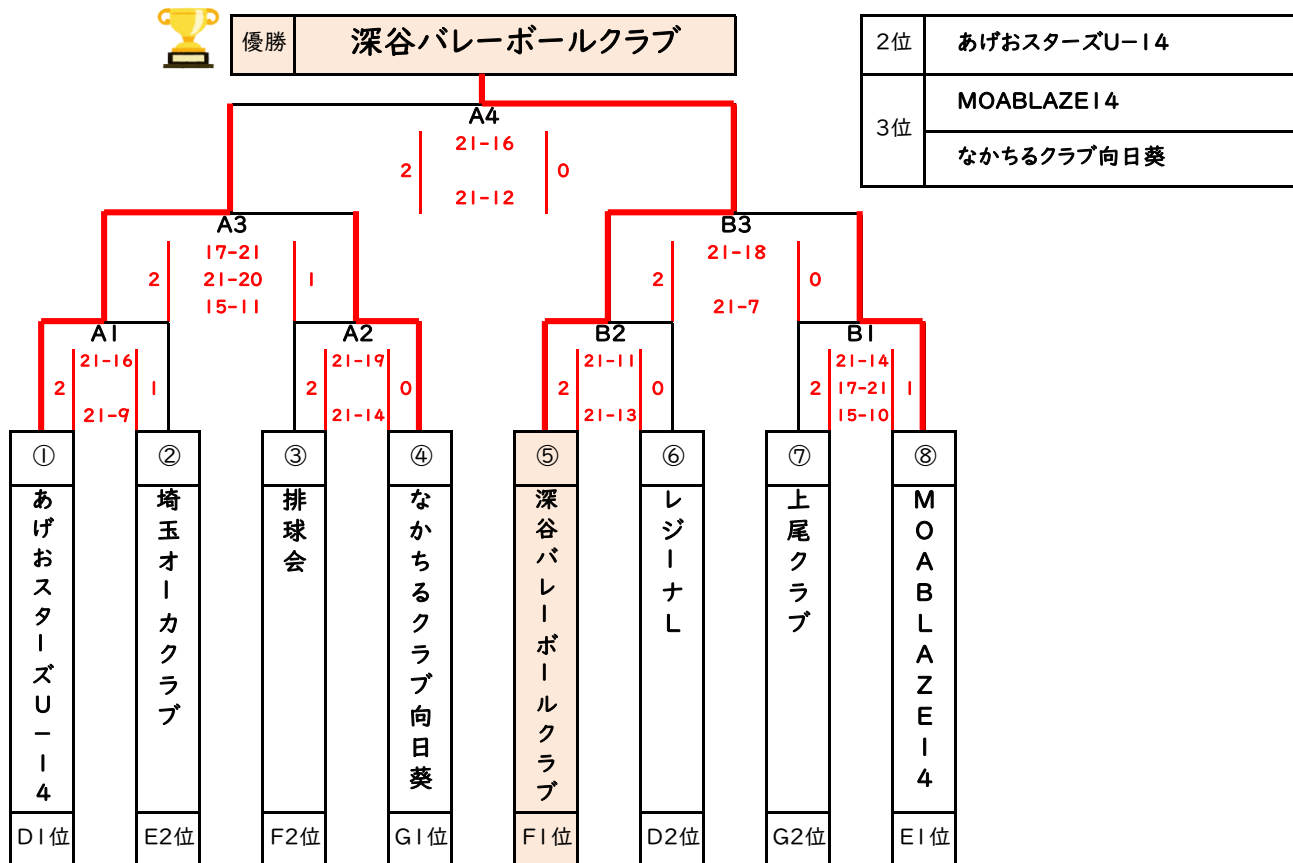 優勝 深谷バレーボールクラブ
2位 あげおスターズU-14
3位 MOABLAZE14
なかちるクラブ向日葵
A4
21-16
2 0
21-12
A3
17-21
2 21-20 1
15-11
B3
21-18
2 0
21-7
A1
21-16
2 1
21-9
A2
21-19
2 0
21-14
B2
21-11
2 0
21-13
B1
21-14
2 17-21 1
15-10
① ② ③ ④ ⑤ ⑥ ⑦ ⑧
あげおスターズU-14
埼玉オーカクラブ
排球会
なかちるクラブ向日葵
深谷バレーボールクラブ
レジーナL
上尾クラブ
MOABLAZE14
D1位 E2位 F2位 G1位 F1位 D2位 G2位 E1位